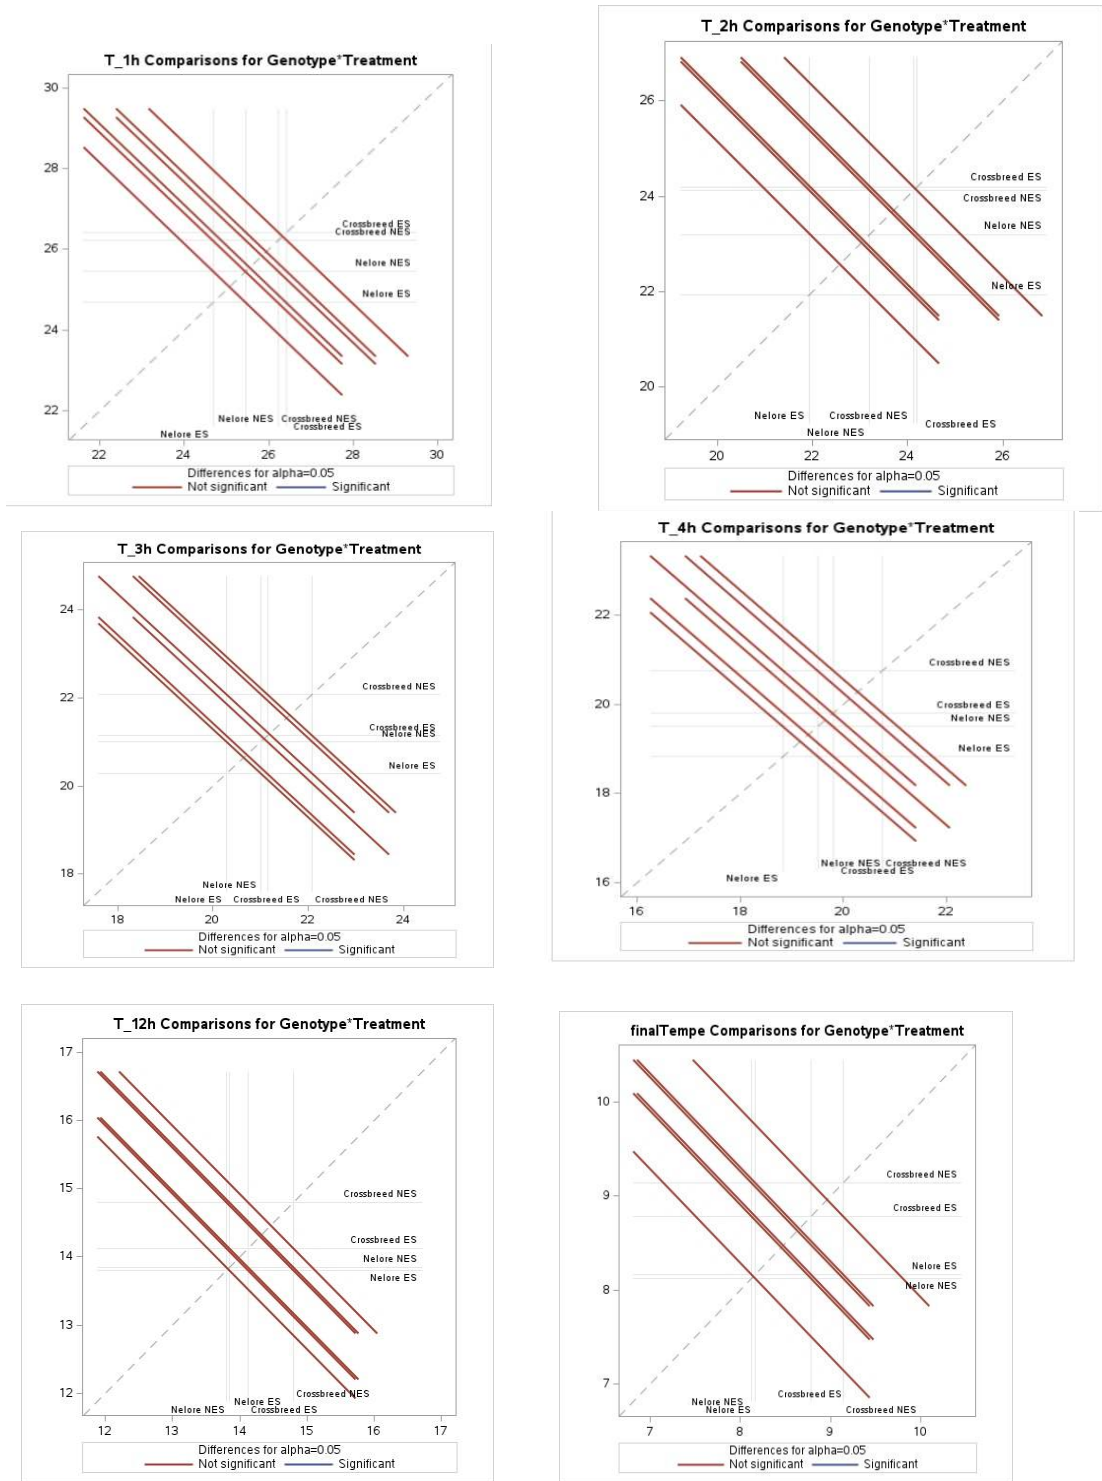 T_1h Comparisons for Genotype*Treatment
30
28
26
24
22
Crossbreed ES
Crossbreed NES
Nelore NES
Nelore ES
Nelore NES Crossbreed NES
Nelore ES Crossbreed ES
22 24 26 28 30
Differences for alpha=0.05
Not significant Significant
T_2h Comparisons for Genotype*Treatment
26
24
22
20
Crossbreed ES
Crossbreed NES
Nelore NES
Nelore ES
Nelore ES Crossbreed NES
Nelore NES Crossbreed ES
20 22 24 26
Differences for alpha=0.05
Not significant Significant
T_3h Comparisons for Genotype*Treatment
24
22
20
18
Crossbreed NES
Crossbreed ES
Nelore NES
Nelore ES
Nelore NES
Nelore ES Crossbreed ES Crossbreed NES
18 20 22 24
Differences for alpha=0.05
Not significant Significant
T_4h Comparisons for Genotype*Treatment
22
20
18
16
Crossbreed NES
Crossbreed ES
Nelore NES
Nelore ES
Nelore NES Crossbreed NES
Nelore ES Crossbreed ES
16 18 20 22
Differences for alpha=0.05
Not significant Significant
T_12h Comparisons for Genotype*Treatment
17
16
15
14
13
12
Crossbreed NES
Crossbreed ES
Nelore NES
Nelore ES
Nelore ES Crossbreed NES
Nelore NES Crossbreed ES
12 13 14 15 16 17
Differences for alpha=0.05
Not significant Significant
finalTempe Comparisons for Genotype*Treatment
10
9
8
7
Crossbreed NES
Crossbreed ES
Nelore ES
Nelore NES
Nelore NES Crossbreed ES
Nelore ES Crossbreed NES
7 8 9 10
Differences for alpha=0.05
Not significant Significant